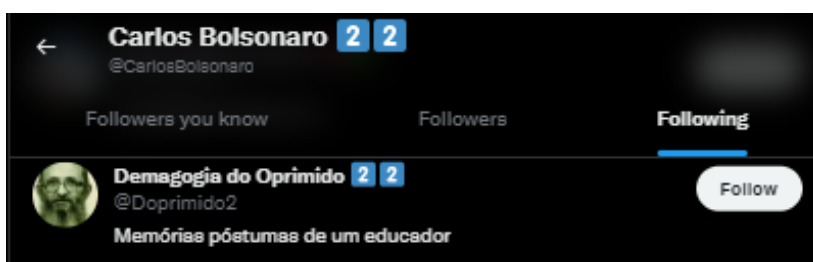 Carlos Bolsonaro 2️⃣ 2️⃣
@CarlosBolsonaro
Followers you know Followers Following
Demagogia do Oprimido 2️⃣ 2️⃣
@Doprimido2
Follow
Memórias póstumas de um educador